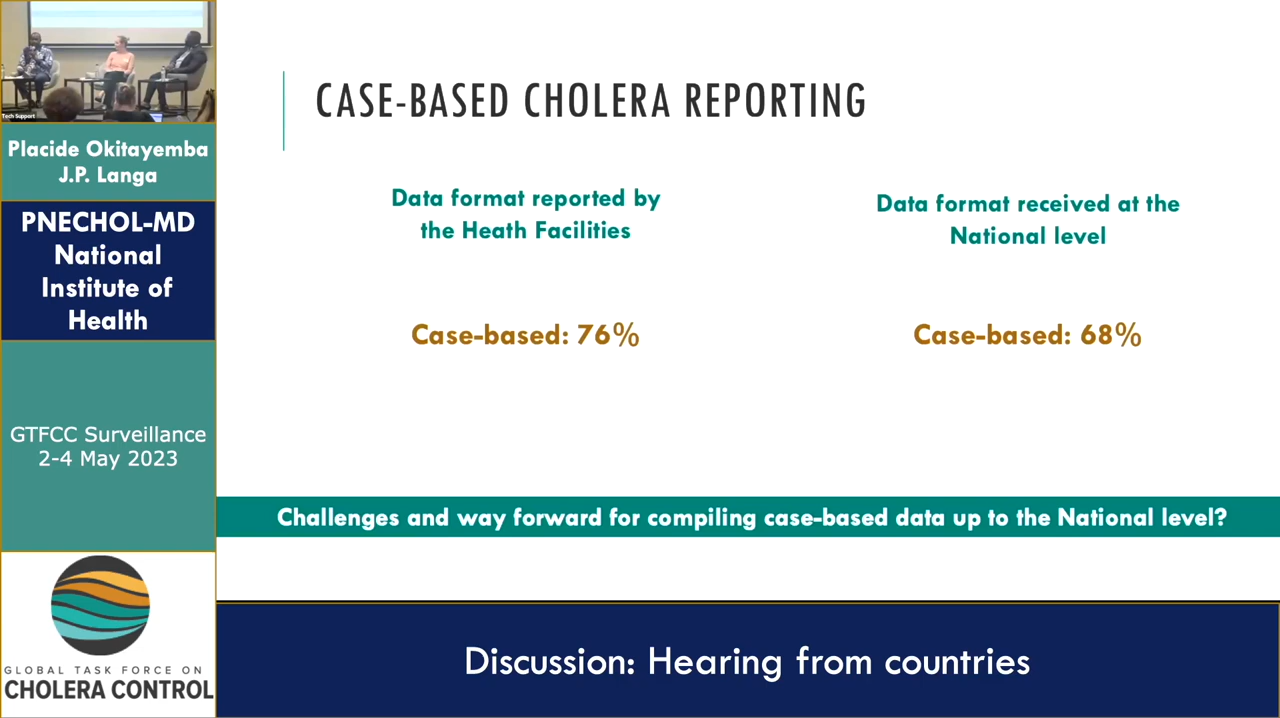 Tech Support
Placide Okitayemba
J.P. Langa
PNECHOL-MD
National
Institute of
Health
GTFCC Surveillance
2-4 May 2023
GLOBAL TASK FORCE ON
CHOLERA CONTROL
CASE-BASED CHOLERA REPORTING
Data format reported by
the Heath Facilities
Case-based: 76%
Data format received at the
National level
Case-based: 68%
Challenges and way forward for compiling case-based data up to the National level?
Discussion: Hearing from countries